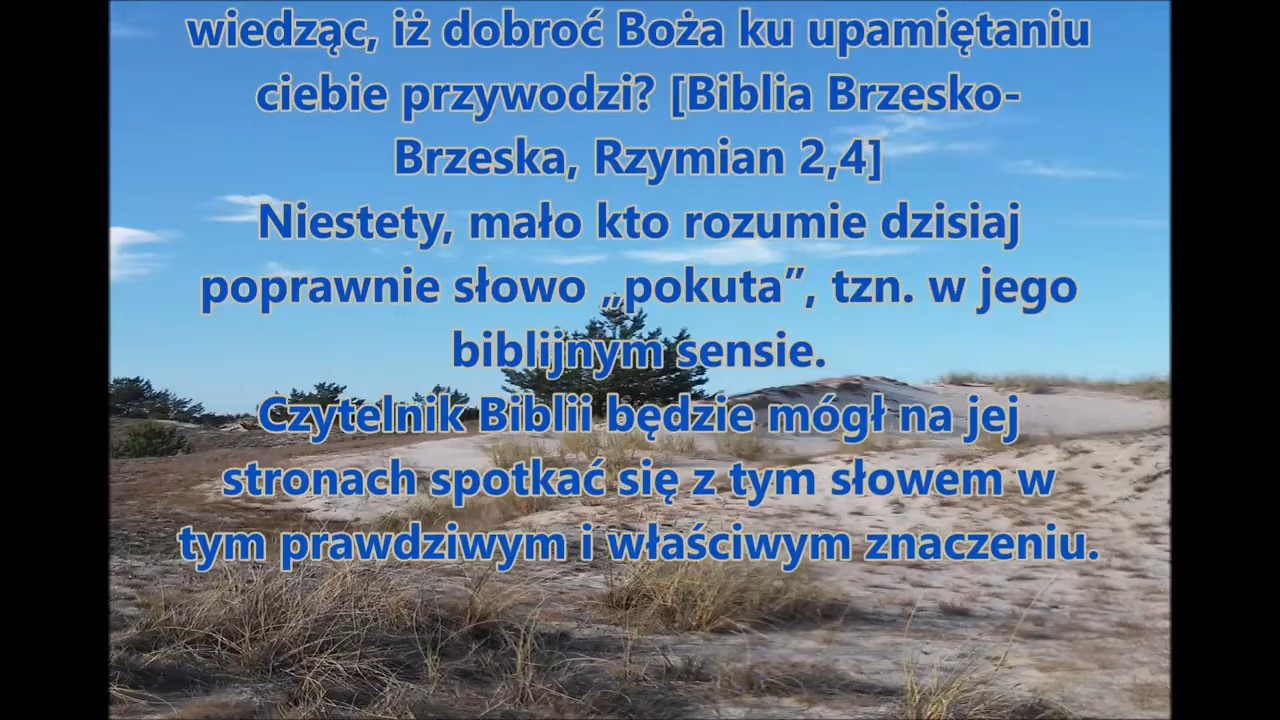 wiedząc, iż dobroć Boża ku upamiętaniu
ciebie przywodzi? [Biblia Brzesko-
Brzeska, Rzymian 2,4]
Niestety, mało kto rozumie dzisiaj
poprawnie słowo „pokuta”, tzn. w jego
biblijnym sensie.
Czytelnik Biblii będzie mógł na jej
stronach spotkać się z tym słowem w
tym prawdziwym i właściwym znaczeniu.